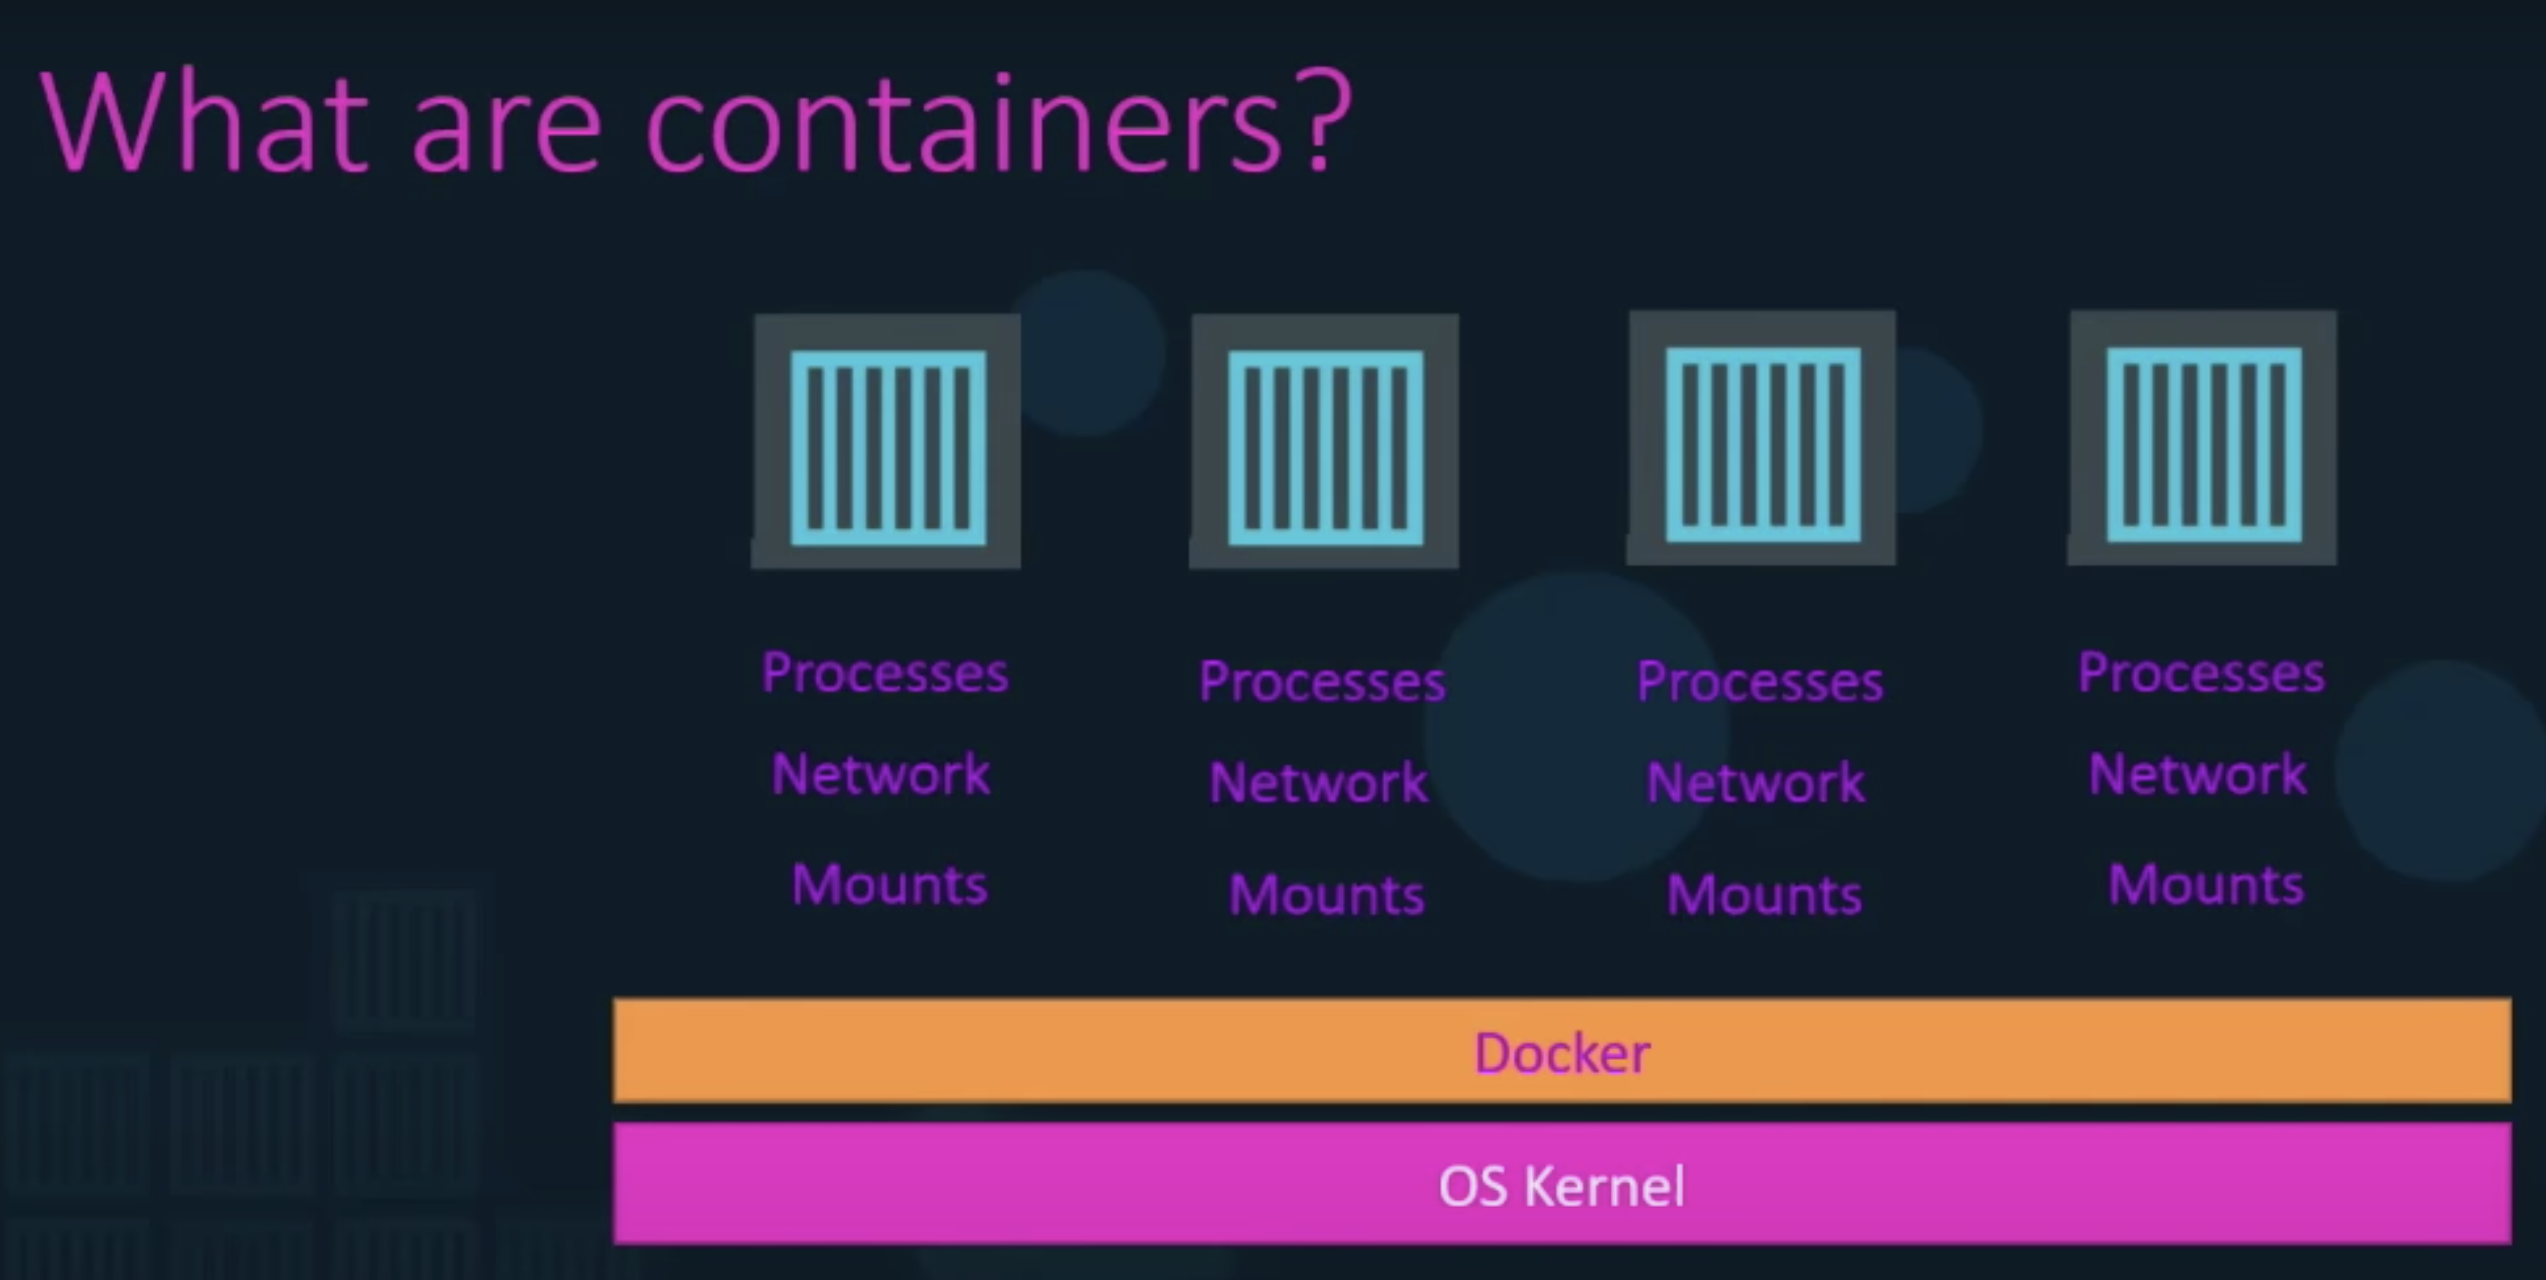 What are containers?
Processes Processes Processes Processes
Network Network Network Network
Mounts Mounts Mounts Mounts
Docker
OS Kernel